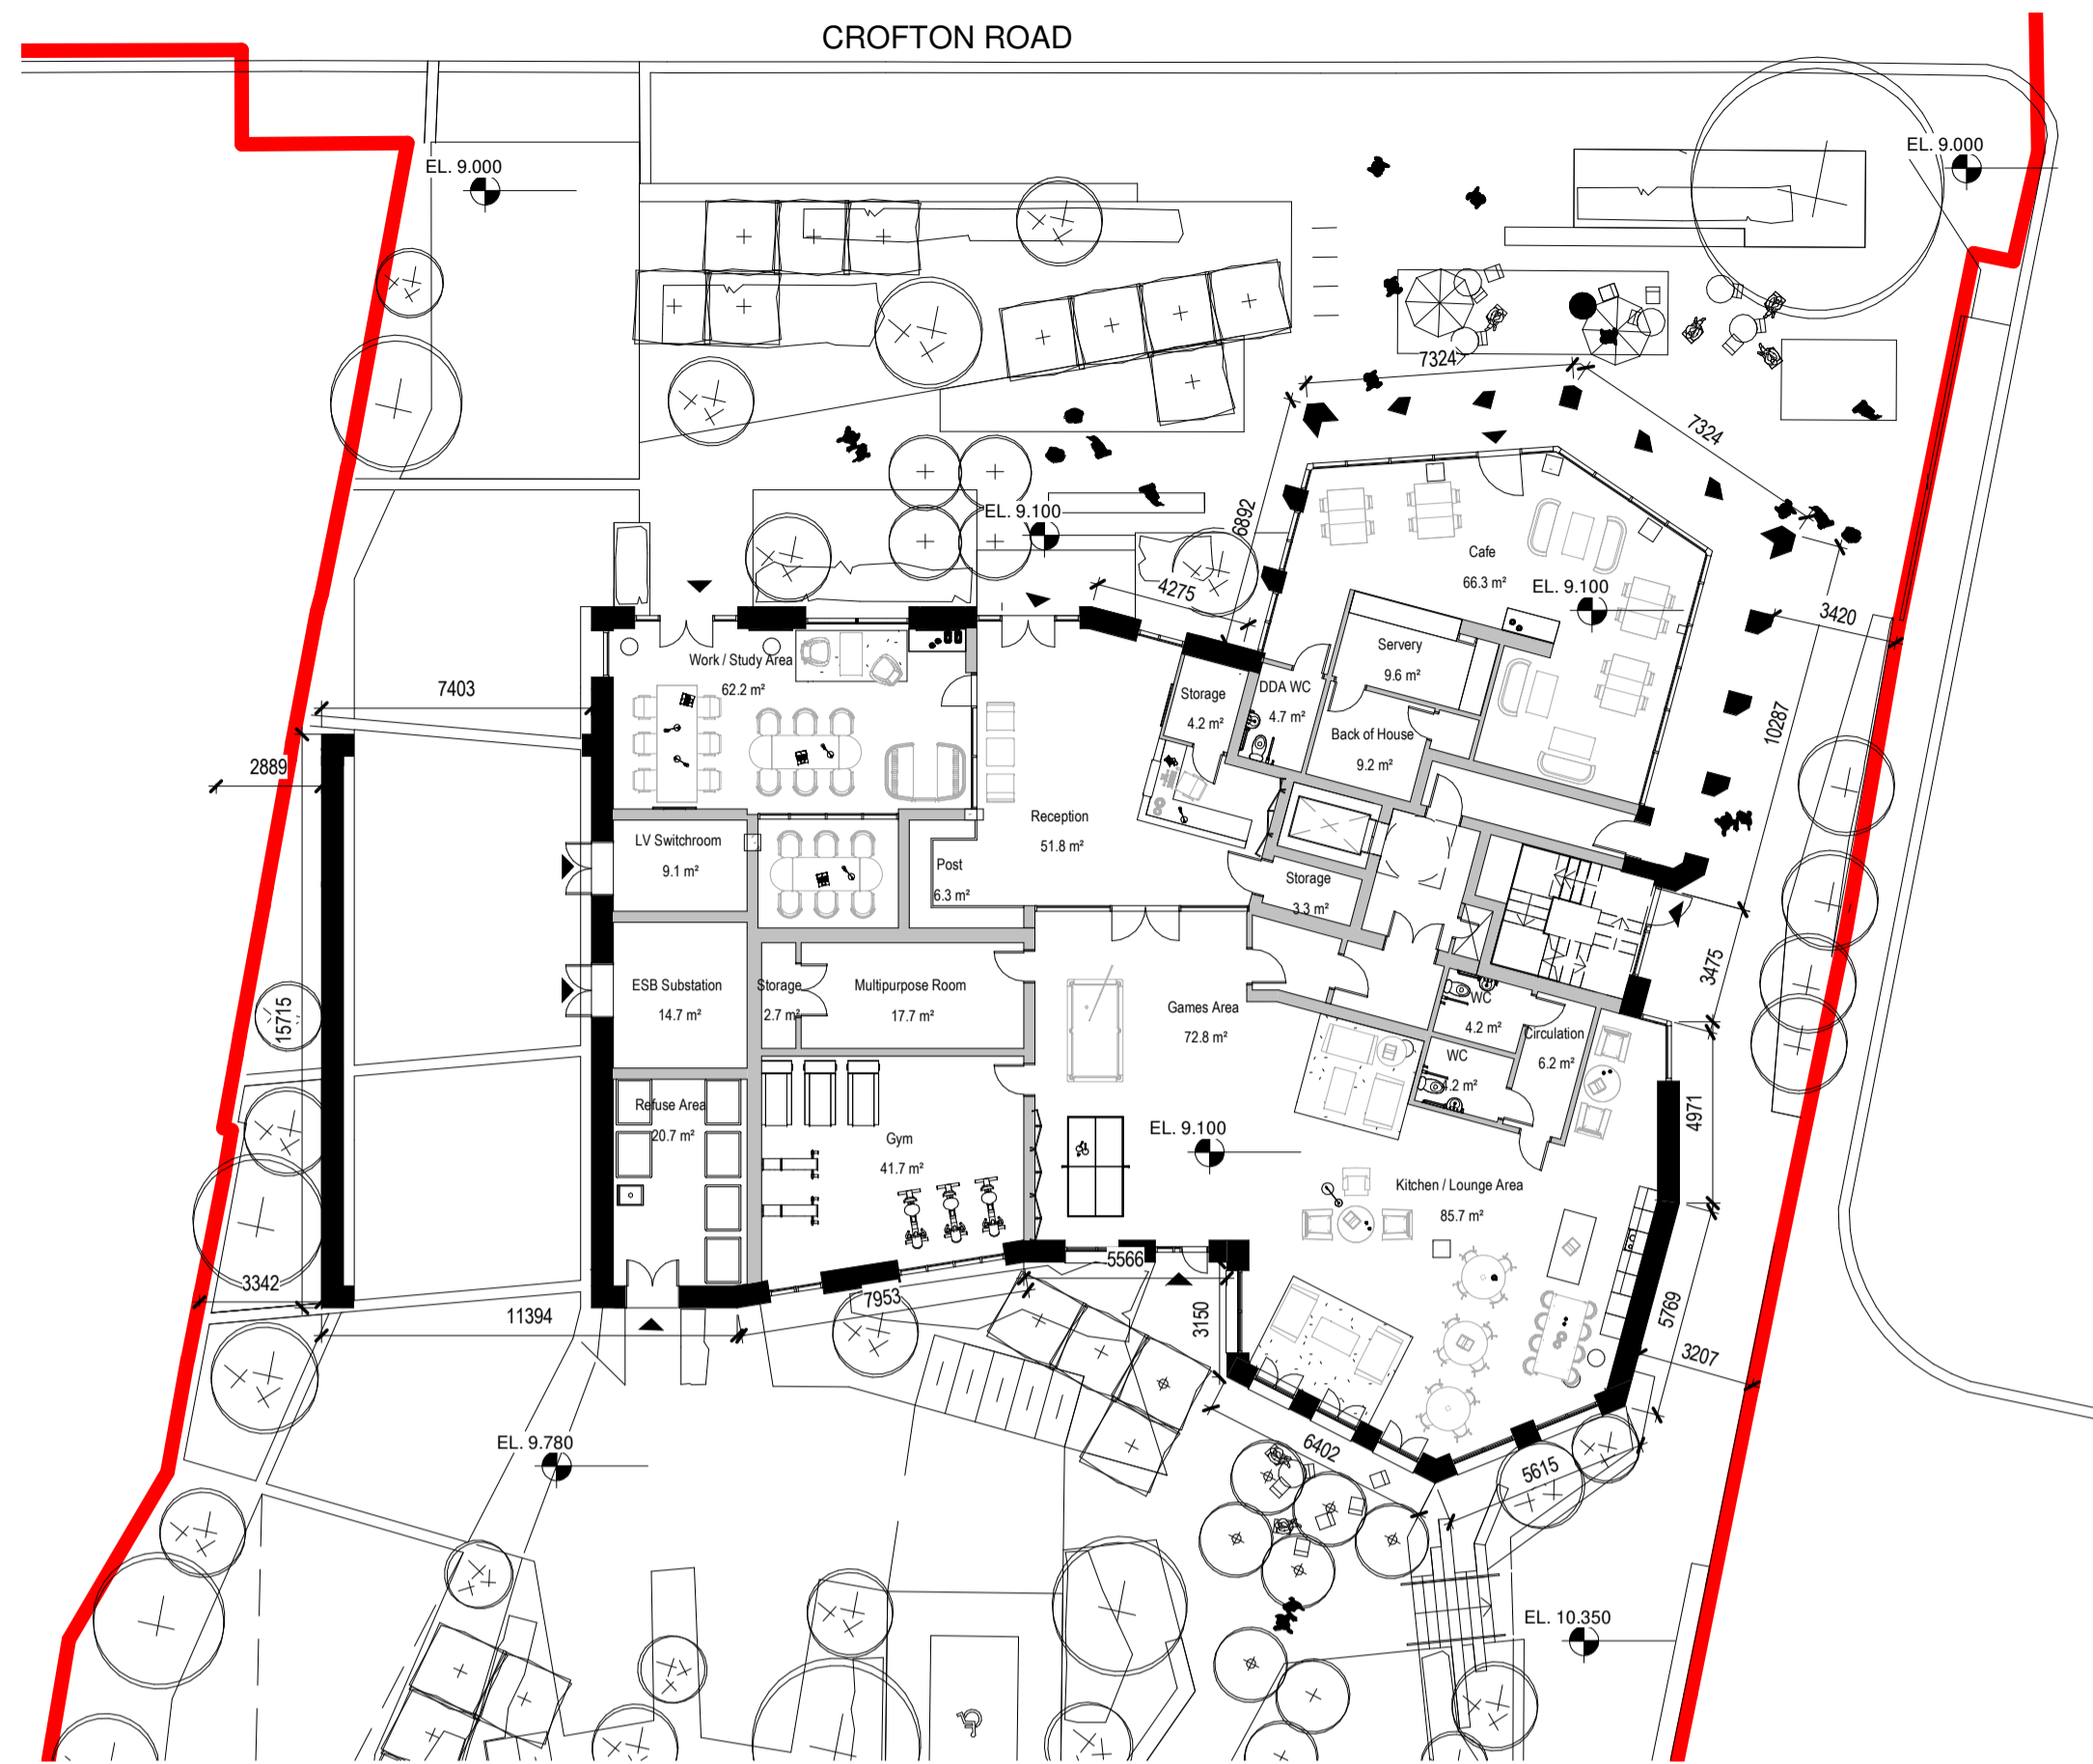 CROFTON ROAD
EL. 9.000
EL. 9.000
7324
7324
EL. 9.100
6892
4275
Cafe
66.3 m²
EL. 9.100
3420
Servery
9.6 m²
Work / Study Area
62.2 m²
Storage
4.2 m²
DDA WC
4.7 m²
Back of House
9.2 m²
7403
2889
10287
Reception
51.8 m²
LV Switchroom
9.1 m²
Post
6.3 m²
Storage
3.3 m²
3475
ESB Substation
14.7 m²
Storage
2.7 m²
Multipurpose Room
17.7 m²
Games Area
72.8 m²
WC
4.2 m²
Circulation
6.2 m²
WC
.2 m²
15715
Refuse Area
20.7 m²
Gym
41.7 m²
EL. 9.100
4971
Kitchen / Lounge Area
85.7 m²
3342
11394
7953
5566
3150
5769
3207
6402
5615
EL. 9.780
EL. 10.350